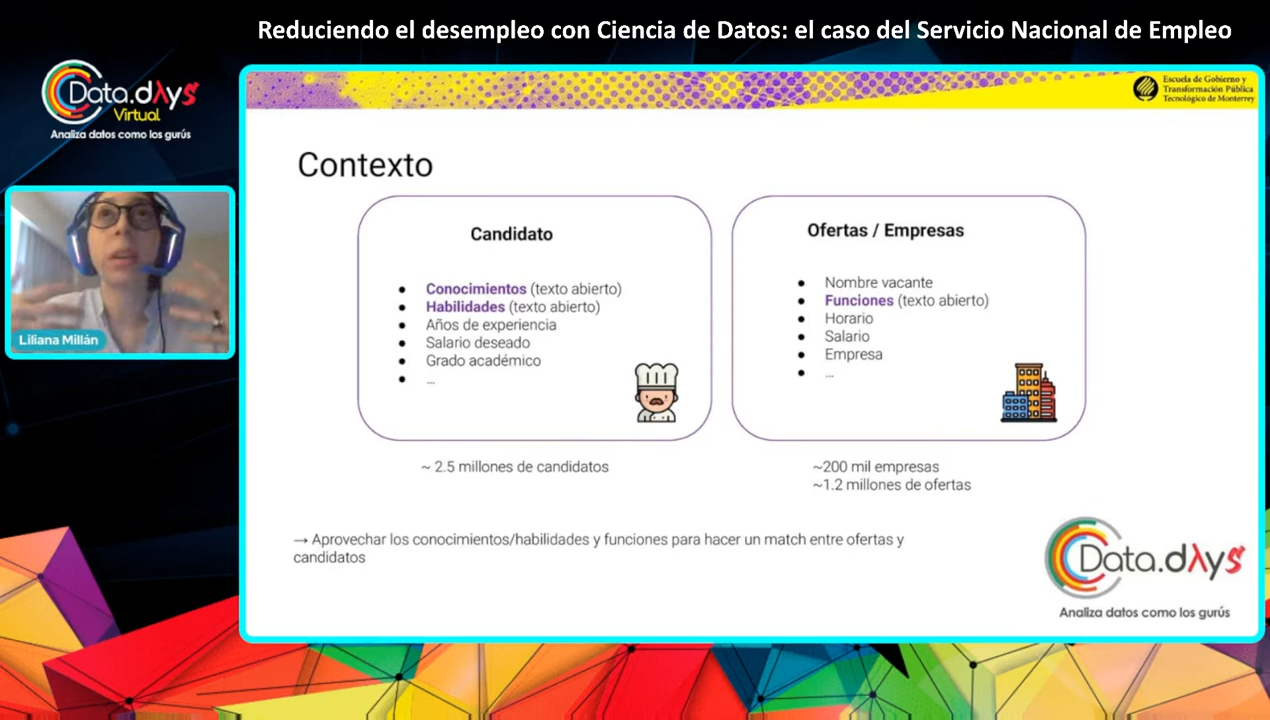 Reduciendo el desempleo con Ciencia de Datos: el caso del Servicio Nacional de Empleo
Data.dλys
Virtual
Analiza datos como los gurús
Liliana Millán
Escuela de Gobierno y
Transformación Pública
Tecnológico de Monterrey
Contexto
Candidato
● Conocimientos (texto abierto)
● Habilidades (texto abierto)
● Años de experiencia
● Salario deseado
● Grado académico
● ...
~ 2.5 millones de candidatos
Ofertas / Empresas
● Nombre vacante
● Funciones (texto abierto)
● Horario
● Salario
● Empresa
● ...
~200 mil empresas
~1.2 millones de ofertas
→ Aprovechar los conocimientos/habilidades y funciones para hacer un match entre ofertas y
candidatos
Data.dλys
Analiza datos como los gurús